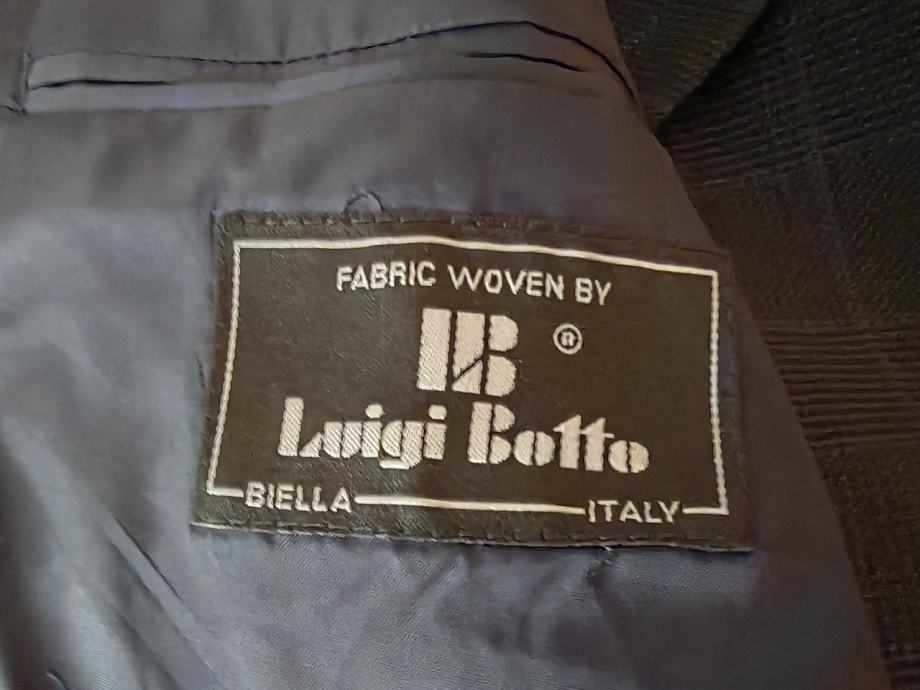 FABRIC WOVEN BY
LB ®
Luigi Botto
BIELLA ITALY